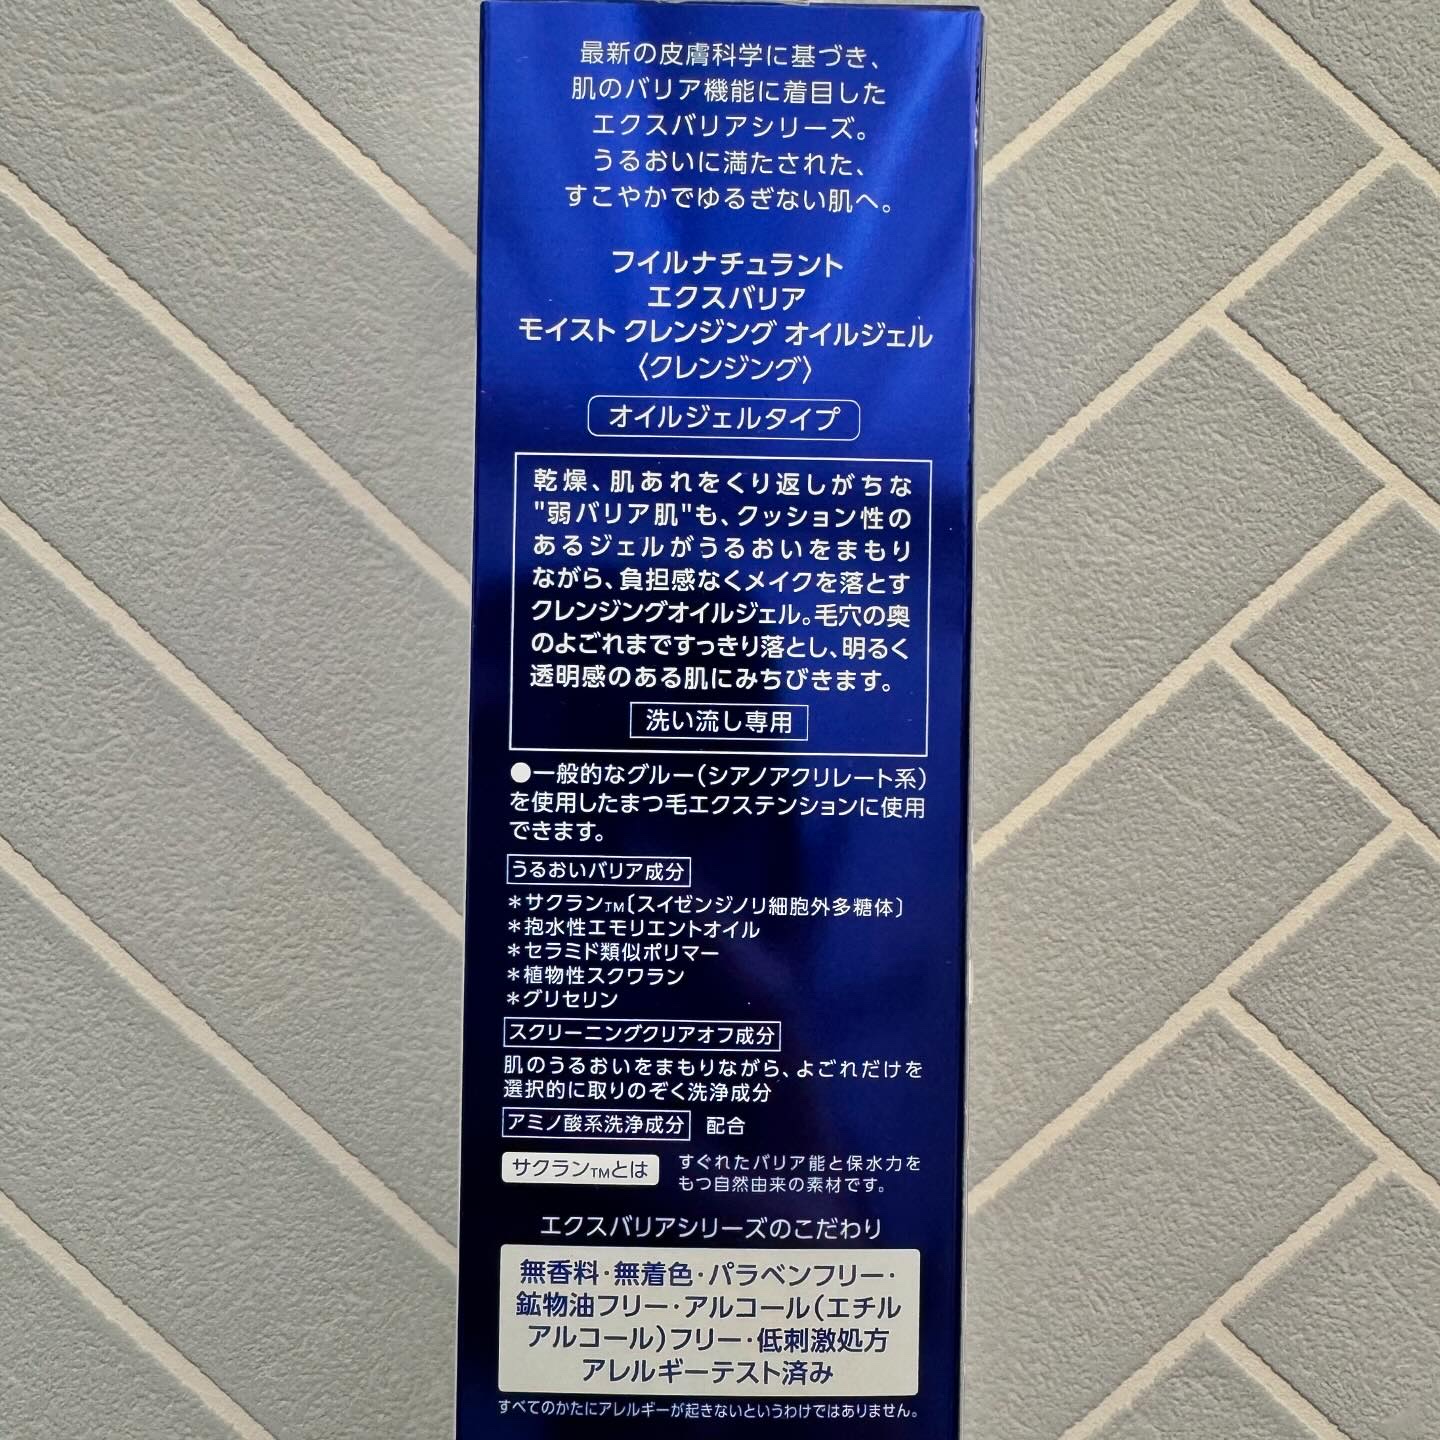 最新の皮膚科学に基づき、
肌のバリア機能に着目した
エクスバリアシリーズ。
うるおいに満たされた、
すこやかでゆるぎない肌へ。
フイルナチュラント
エクスバリア
モイスト クレンジング オイルジェル
〈クレンジング〉
オイルジェルタイプ
乾燥、肌あれをくり返しがちな
"弱バリア肌"も、クッション性の
あるジェルがうるおいをまもり
ながら、負担感なくメイクを落とす
クレンジングオイルジェル。毛穴の奥
のよごれまですっきり落とし、明るく
透明感のある肌にみちびきます。
洗い流し専用
●一般的なグルー（シアノアクリレート系）
を使用したまつ毛エクステンションに使用
できます。
うるおいバリア成分
＊サクラン™〔スイゼンジノリ細胞外多糖体〕
＊抱水性エモリエントオイル
＊セラミド類似ポリマー
＊植物性スクワラン
＊グリセリン
スクリーニングクリアオフ成分
肌のうるおいをまもりながら、よごれだけを
選択的に取りのぞく洗浄成分
アミノ酸系洗浄成分 配合
サクラン™とは すぐれたバリア能と保水力を
もつ自然由来の素材です。
エクスバリアシリーズのこだわり
無香料・無着色・パラベンフリー・
鉱物油フリー・アルコール（エチル
アルコール）フリー・低刺激処方
アレルギーテスト済み
すべてのかたにアレルギーが起きないというわけではありません。